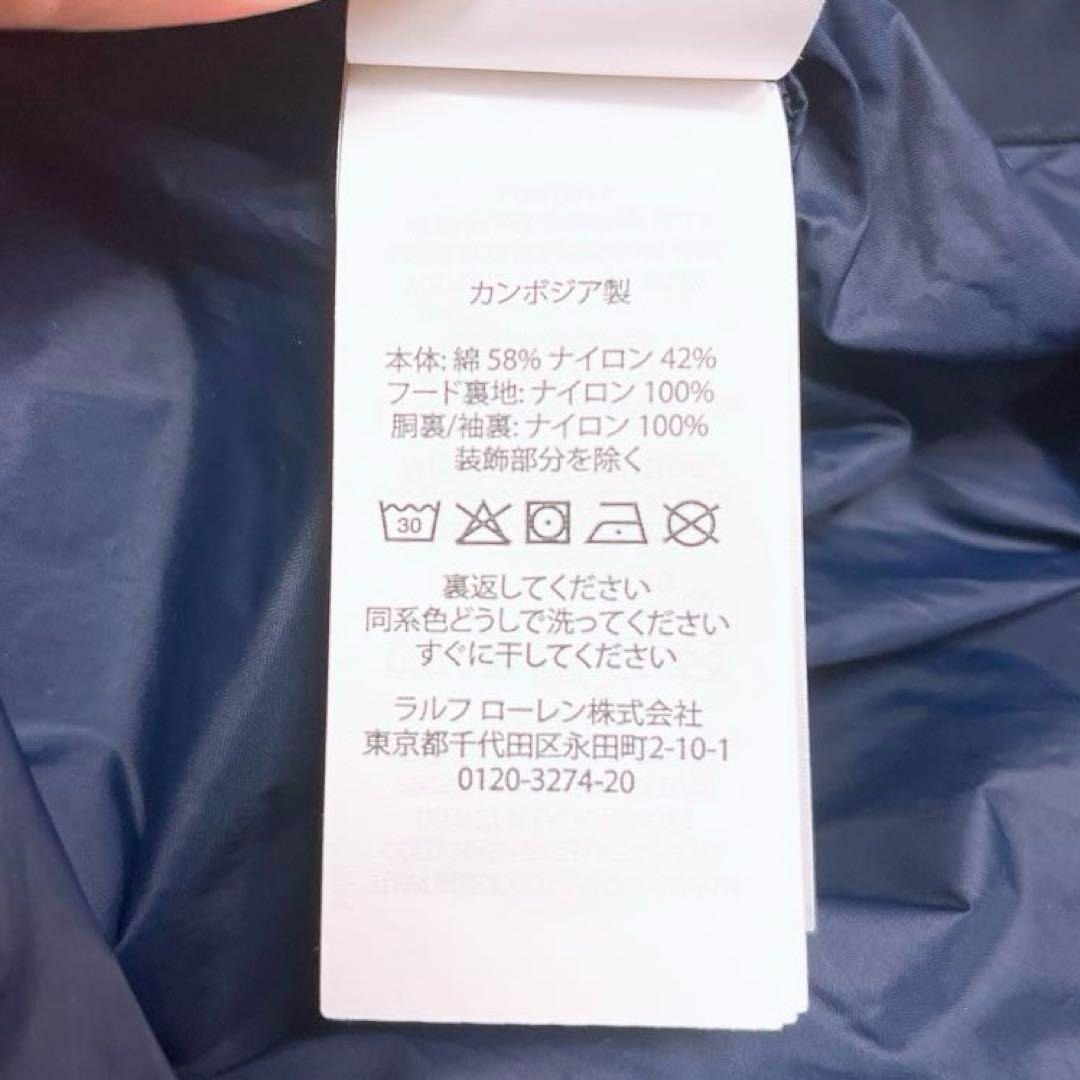 カンボジア製
本体: 綿 58% ナイロン 42%
フード裏地: ナイロン 100%
胴裏/袖裏: ナイロン 100%
装飾部分を除く
30
裏返してください
同系色どうしで洗ってください
すぐに干してください
ラルフ ローレン株式会社
東京都千代田区永田町2-10-1
0120-3274-20